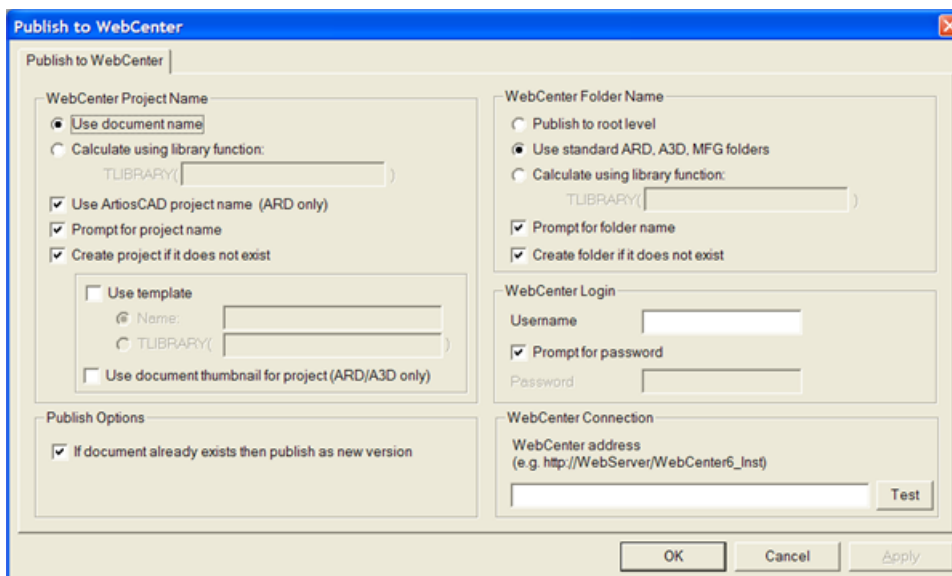 Publish to WebCenter
Publish to WebCenter
WebCenter Project Name
Use document name
Calculate using library function:
TLIBRARY( )
Use ArtiosCAD project name (ARD only)
Prompt for project name
Create project if it does not exist
Use template
Name:
TLIBRARY( )
Use document thumbnail for project (ARD/A3D only)
Publish Options
If document already exists then publish as new version
WebCenter Folder Name
Publish to root level
Use standard ARD, A3D, MFG folders
Calculate using library function:
TLIBRARY( )
Prompt for folder name
Create folder if it does not exist
WebCenter Login
Username
Prompt for password
Password
WebCenter Connection
WebCenter address
(e.g. http://WebServer/WebCenter6_Inst)
Test
OK Cancel Apply